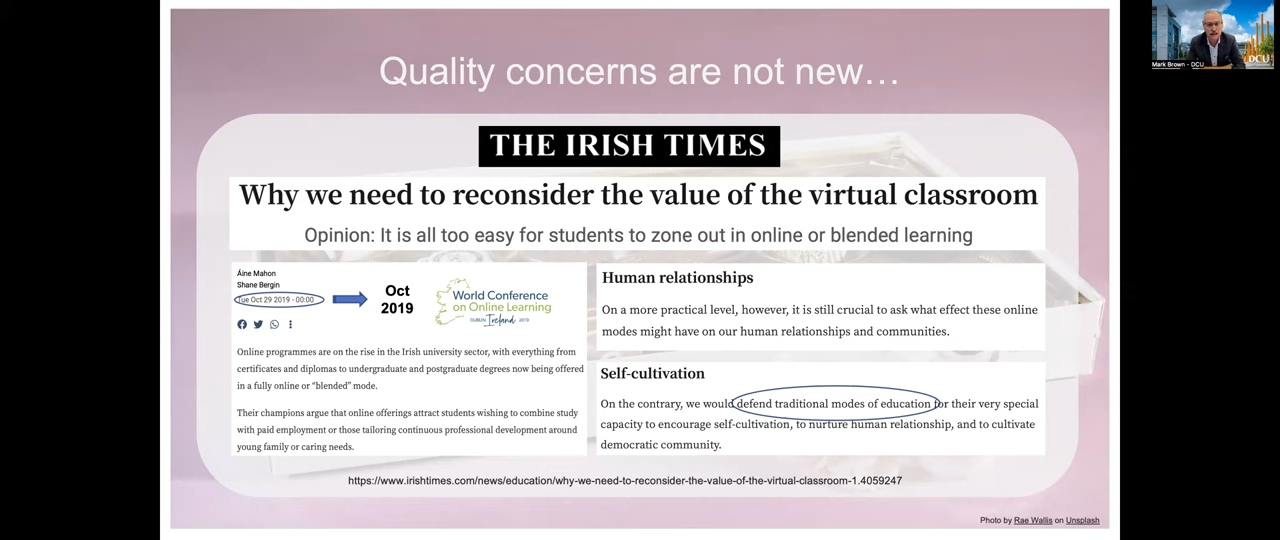 Quality concerns are not new…
THE IRISH TIMES
Why we need to reconsider the value of the virtual classroom
Opinion: It is all too easy for students to zone out in online or blended learning
Áine Mahon
Shane Bergin
Tue Oct 29 2019 - 00:00
Oct
2019
World Conference
on Online Learning
DUBLIN Ireland 2019
Online programmes are on the rise in the Irish university sector, with everything from
certificates and diplomas to undergraduate and postgraduate degrees now being offered
in a fully online or “blended” mode.
Their champions argue that online offerings attract students wishing to combine study
with paid employment or those tailoring continuous professional development around
young family or caring needs.
Human relationships
On a more practical level, however, it is still crucial to ask what effect these online
modes might have on our human relationships and communities.
Self-cultivation
On the contrary, we would defend traditional modes of education for their very special
capacity to encourage self-cultivation, to nurture human relationship, and to cultivate
democratic community.
https://www.irishtimes.com/news/education/why-we-need-to-reconsider-the-value-of-the-virtual-classroom-1.4059247
Photo by Rae Wallis on Unsplash
Mark Brown - DCU
DCU